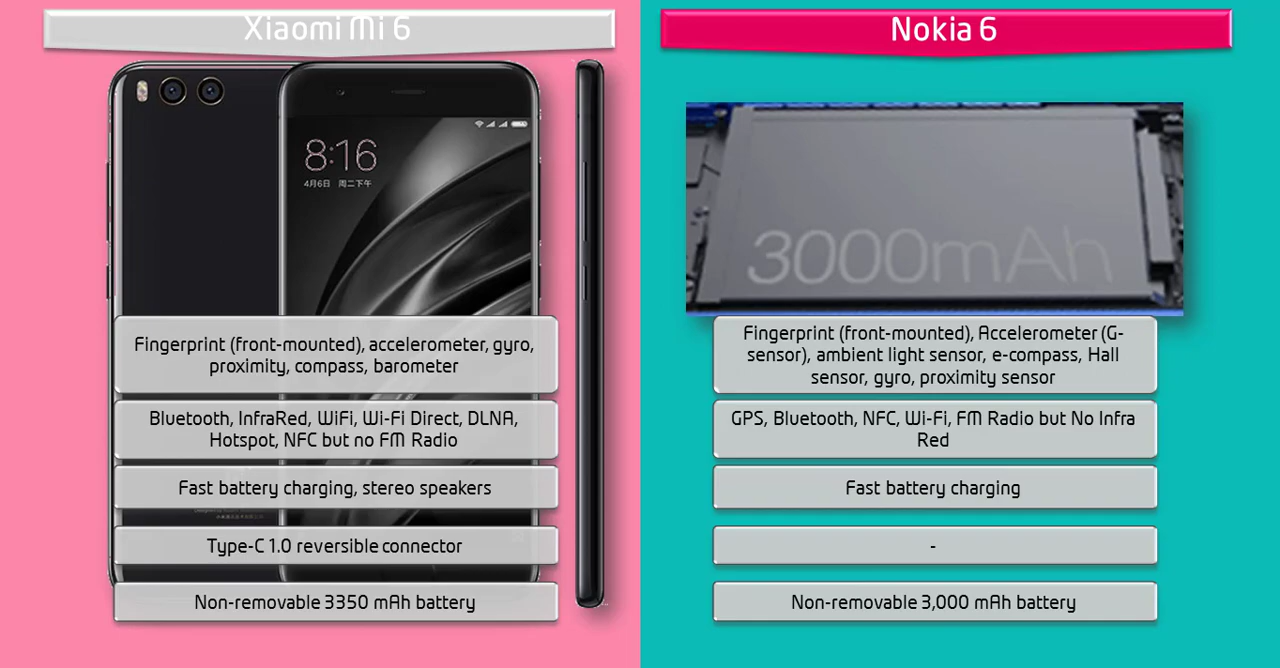 Xiaomi Mi 6
8:16
4月6日 周二下午
Fingerprint (front-mounted), accelerometer, gyro,
proximity, compass, barometer
Bluetooth, InfraRed, WiFi, Wi-Fi Direct, DLNA,
Hotspot, NFC but no FM Radio
Fast battery charging, stereo speakers
Type-C 1.0 reversible connector
Non-removable 3350 mAh battery
Nokia 6
3000mAh
Fingerprint (front-mounted), Accelerometer (G-
sensor), ambient light sensor, e-compass, Hall
sensor, gyro, proximity sensor
GPS, Bluetooth, NFC, Wi-Fi, FM Radio but No Infra
Red
Fast battery charging
-
Non-removable 3,000 mAh battery